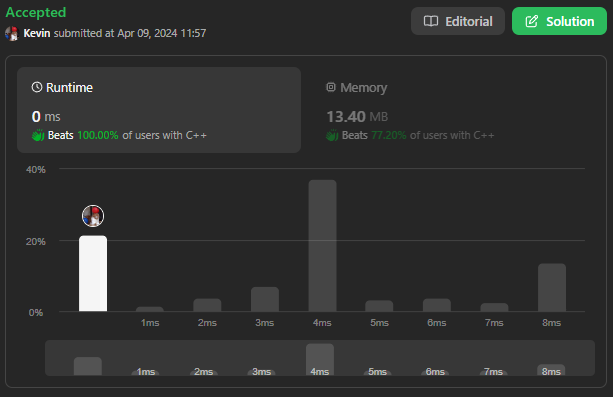 Accepted
Editorial
Solution
Kevin submitted at Apr 09, 2024 11:57
Runtime
Memory
0 ms
13.40 MB
Beats 100.00% of users with C++
Beats 77.20% of users with C++
40%
20%
0%
1ms 2ms 3ms 4ms 5ms 6ms 7ms 8ms
1ms 2ms 3ms 4ms 5ms 6ms 7ms 8ms